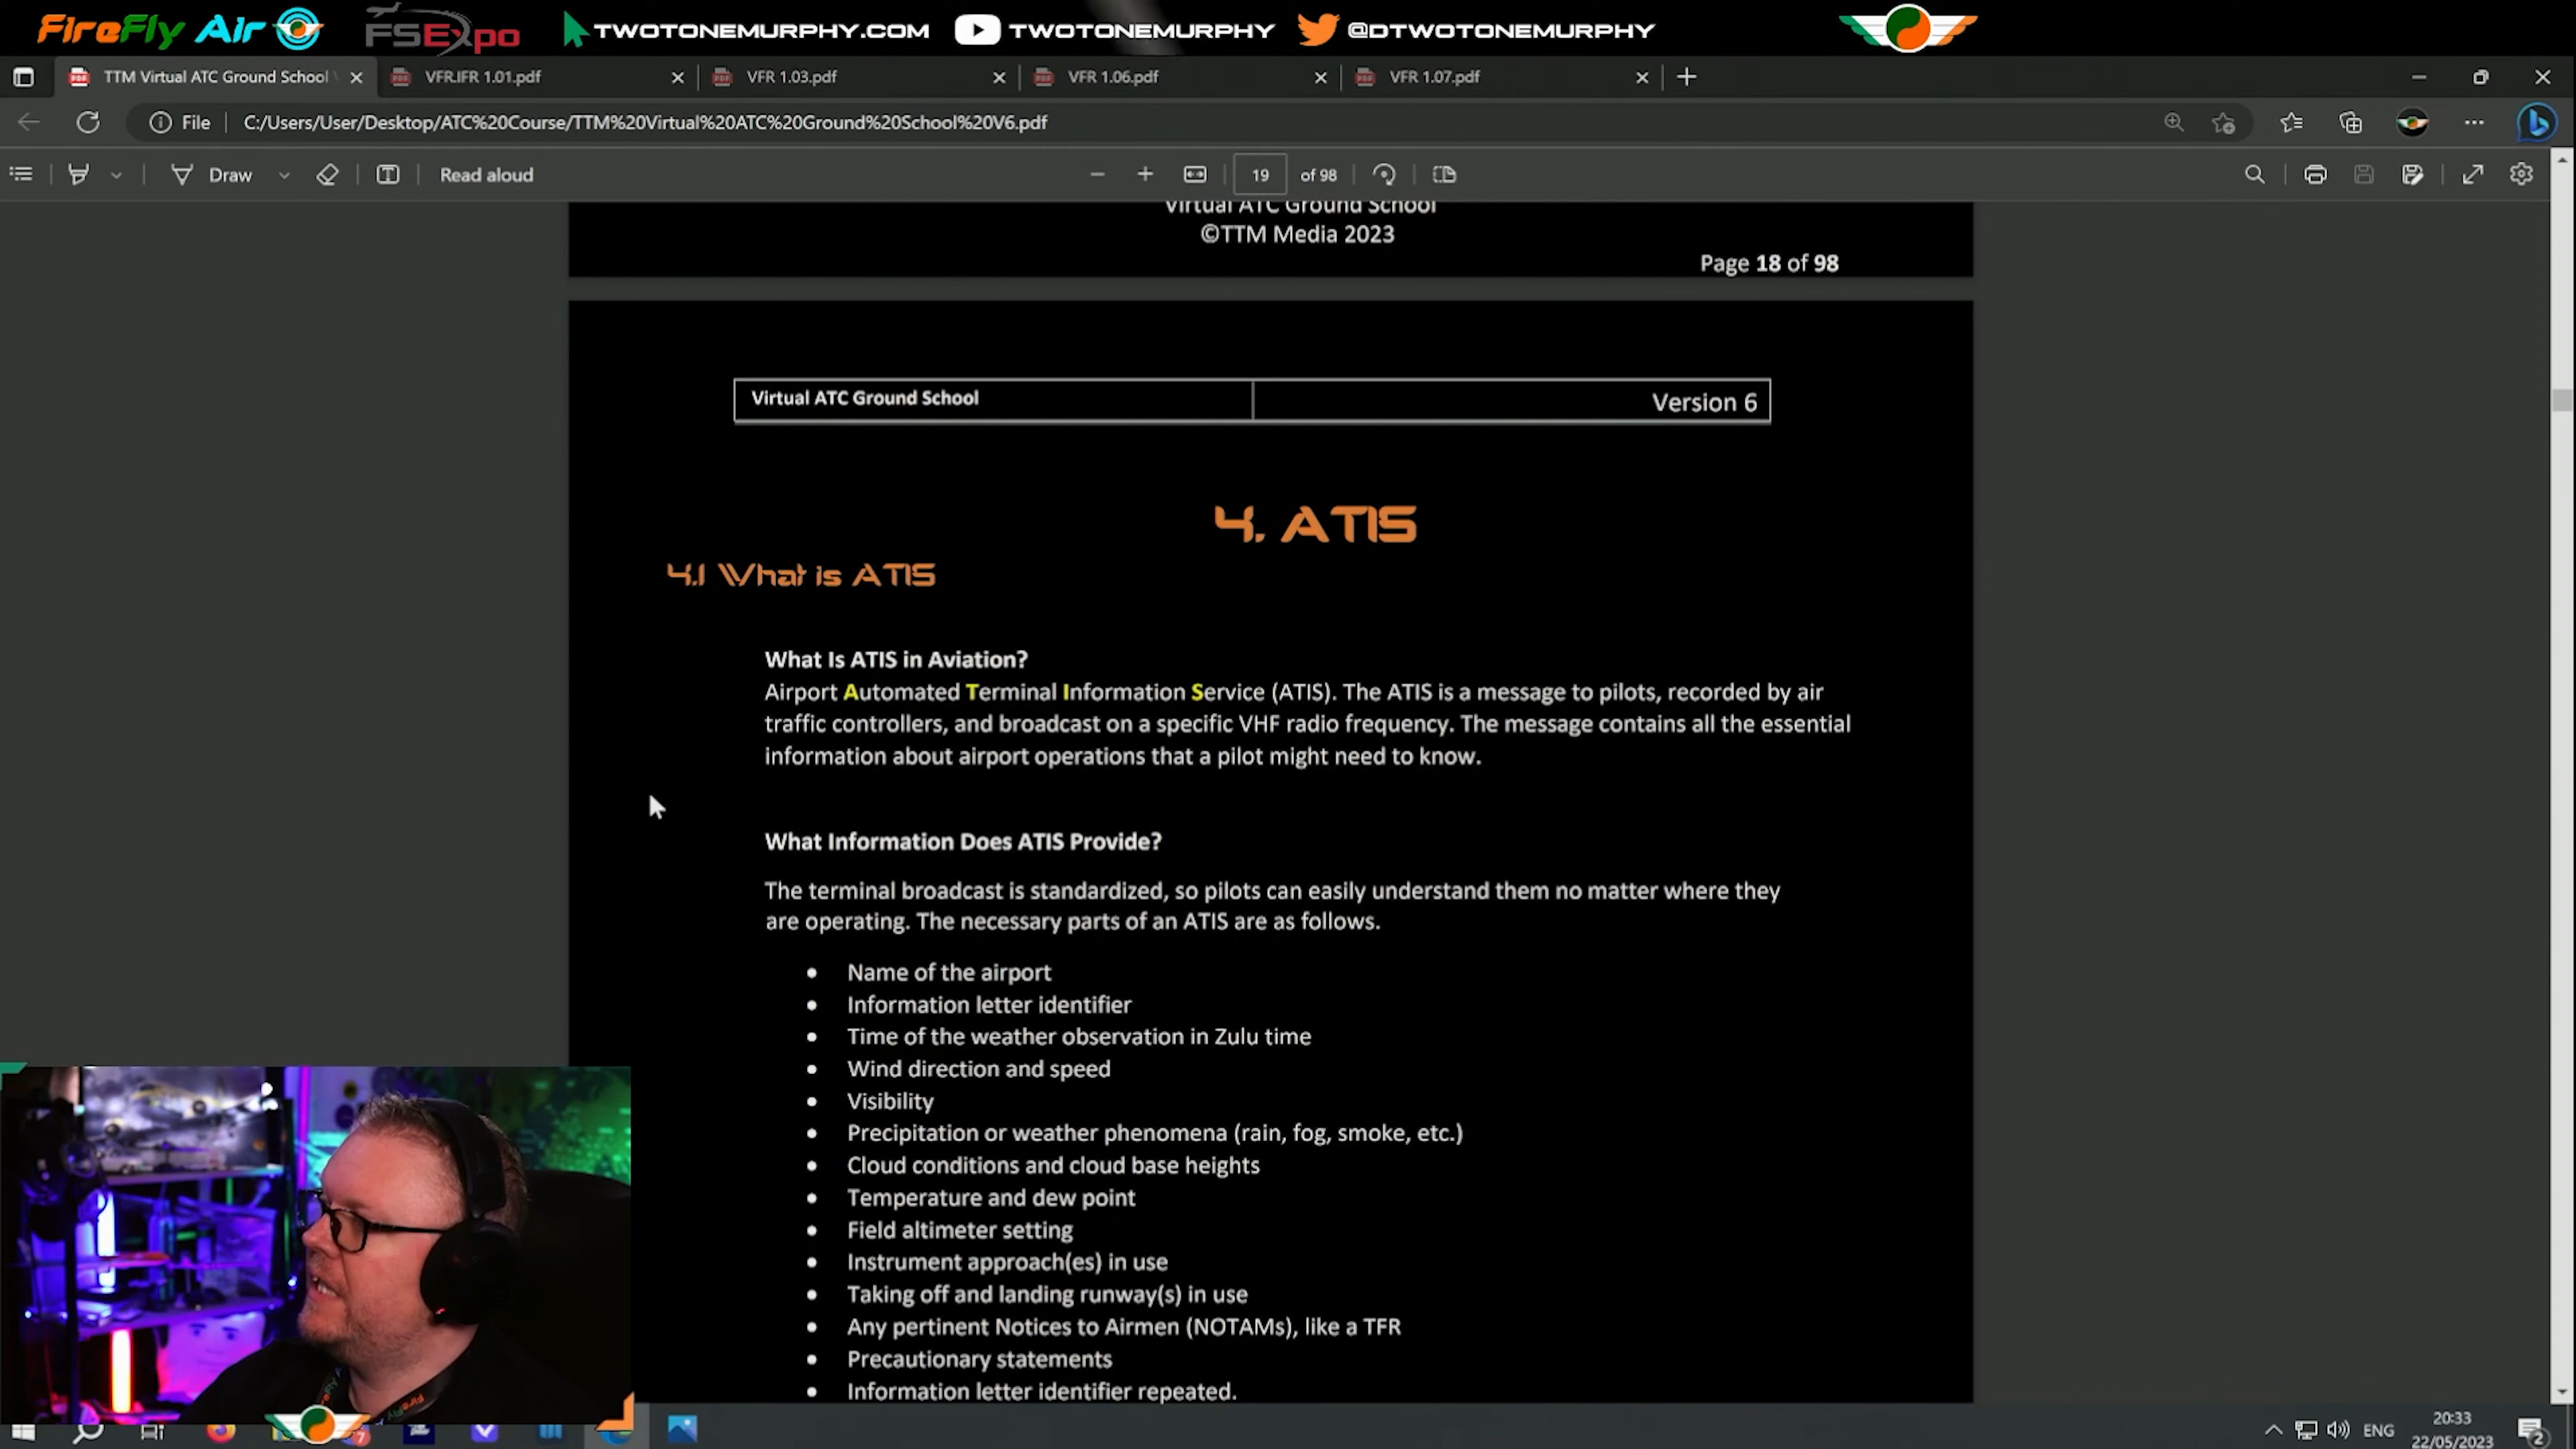 FireFly Air
FSExpo
TWOTONEMURPHY.COM
TWOTONEMURPHY
@DTWOTONEMURPHY
TTM Virtual ATC Ground School
VFR.IFR 1.01.pdf
VFR 1.03.pdf
VFR 1.06.pdf
VFR 1.07.pdf
File
C:/Users/User/Desktop/ATC%20Course/TTM%20Virtual%20ATC%20Ground%20School%20V6.pdf
Draw
Read aloud
19 of 98
Virtual ATC Ground School
©TTM Media 2023
Page 18 of 98
Virtual ATC Ground School
Version 6
4. ATIS
4.1 What is ATIS
What Is ATIS in Aviation?
Airport Automated Terminal Information Service (ATIS). The ATIS is a message to pilots, recorded by air
traffic controllers, and broadcast on a specific VHF radio frequency. The message contains all the essential
information about airport operations that a pilot might need to know.
What Information Does ATIS Provide?
The terminal broadcast is standardized, so pilots can easily understand them no matter where they
are operating. The necessary parts of an ATIS are as follows.
• Name of the airport
• Information letter identifier
• Time of the weather observation in Zulu time
• Wind direction and speed
• Visibility
• Precipitation or weather phenomena (rain, fog, smoke, etc.)
• Cloud conditions and cloud base heights
• Temperature and dew point
• Field altimeter setting
• Instrument approach(es) in use
• Taking off and landing runway(s) in use
• Any pertinent Notices to Airmen (NOTAMs), like a TFR
• Precautionary statements
• Information letter identifier repeated.
ENG
20:33
22/05/2023
2